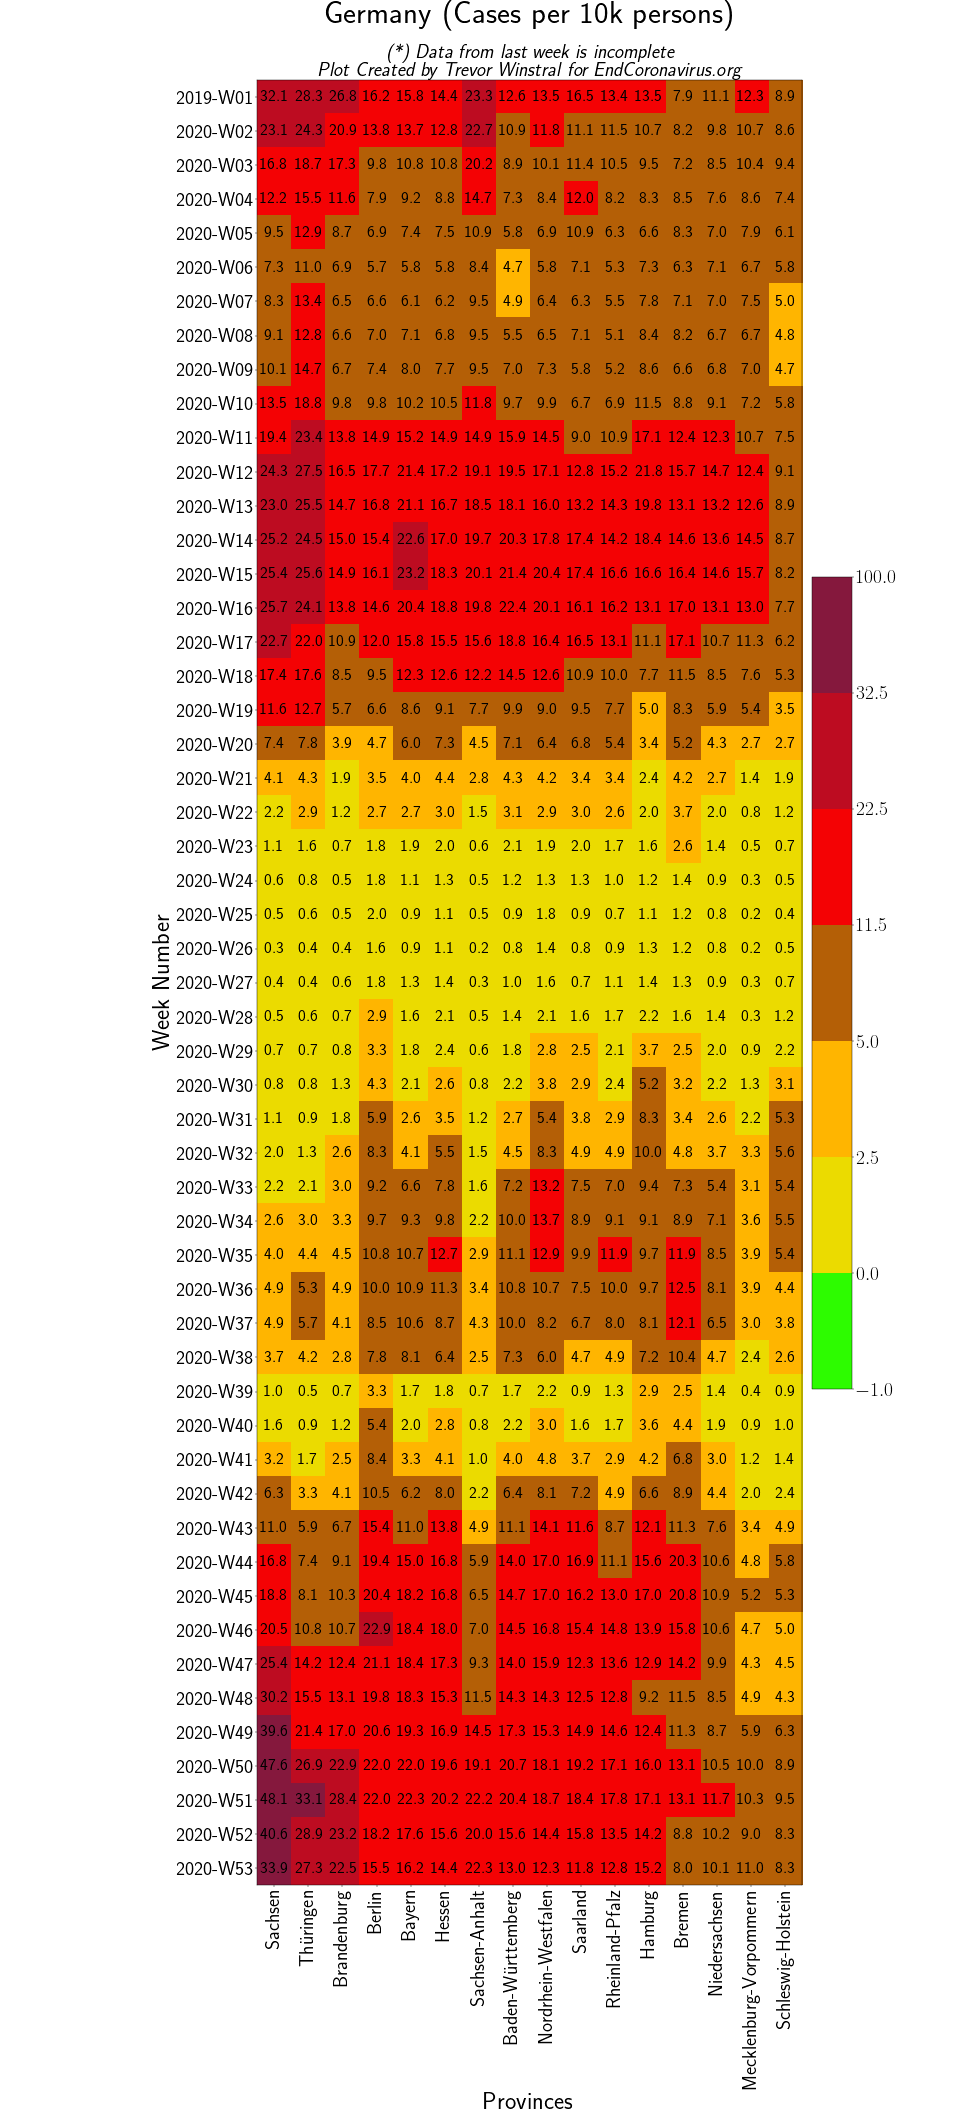 Germany (Cases per 10k persons)
(*) Data from last week is incomplete
Plot Created by Trevor Winstral for EndCoronavirus.org
2019-W01 32.1 28.3 26.8 16.2 15.8 14.4 23.3 12.6 13.5 16.5 13.4 13.5 7.9 11.1 12.3 8.9
2020-W02 23.1 24.3 20.9 13.8 13.7 12.8 22.7 10.9 11.8 11.1 11.5 10.7 8.2 9.8 10.7 8.6
2020-W03 16.8 18.7 17.3 9.8 10.8 10.8 20.2 8.9 10.1 11.4 10.5 9.5 7.2 8.5 10.4 9.4
2020-W04 12.2 15.5 11.6 7.9 9.2 8.8 14.7 7.3 8.4 12.0 8.2 8.3 8.5 7.6 8.6 7.4
2020-W05 9.5 12.9 8.7 6.9 7.4 7.5 10.9 5.8 6.9 10.9 6.3 6.6 8.3 7.0 7.9 6.1
2020-W06 7.3 11.0 6.9 5.7 5.8 5.8 8.4 4.7 5.8 7.1 5.3 7.3 6.3 7.1 6.7 5.8
2020-W07 8.3 13.4 6.5 6.6 6.1 6.2 9.5 4.9 6.4 6.3 5.5 7.8 7.1 7.0 7.5 5.0
2020-W08 9.1 12.8 6.6 7.0 7.1 6.8 9.5 5.5 6.5 7.1 5.1 8.4 8.2 6.7 6.7 4.8
2020-W09 10.1 14.7 6.7 7.4 8.0 7.7 9.5 7.0 7.3 5.8 5.2 8.6 6.6 6.8 7.0 4.7
2020-W10 13.5 18.8 9.8 9.8 10.2 10.5 11.8 9.7 9.9 6.7 6.9 11.5 8.8 9.1 7.2 5.8
2020-W11 19.4 23.4 13.8 14.9 15.2 14.9 14.9 15.9 14.5 9.0 10.9 17.1 12.4 12.3 10.7 7.5
2020-W12 24.3 27.5 16.5 17.7 21.4 17.2 19.1 19.5 17.1 12.8 15.2 21.8 15.7 14.7 12.4 9.1
2020-W13 23.0 25.5 14.7 16.8 21.1 16.7 18.5 18.1 16.0 13.2 14.3 19.8 13.1 13.2 12.6 8.9
2020-W14 25.2 24.5 15.0 15.4 22.6 17.0 19.7 20.3 17.8 17.4 14.2 18.4 14.6 13.6 14.5 8.7
2020-W15 25.4 25.6 14.9 16.1 23.2 18.3 20.1 21.4 20.4 17.4 16.6 16.6 16.4 14.6 15.7 8.2
2020-W16 25.7 24.1 13.8 14.6 20.4 18.8 19.8 22.4 20.1 16.1 16.2 13.1 17.0 13.1 13.0 7.7
2020-W17 22.7 22.0 10.9 12.0 15.8 15.5 15.6 18.8 16.4 16.5 13.1 11.1 17.1 10.7 11.3 6.2
2020-W18 17.4 17.6 8.5 9.5 12.3 12.6 12.2 14.5 12.6 10.9 10.0 7.7 11.5 8.5 7.6 5.3
2020-W19 11.6 12.7 5.7 6.6 8.6 9.1 7.7 9.9 9.0 9.5 7.7 5.0 8.3 5.9 5.4 3.5
2020-W20 7.4 7.8 3.9 4.7 6.0 7.3 4.5 7.1 6.4 6.8 5.4 3.4 5.2 4.3 2.7 2.7
2020-W21 4.1 4.3 1.9 3.5 4.0 4.4 2.8 4.3 4.2 3.4 3.4 2.4 4.2 2.7 1.4 1.9
2020-W22 2.2 2.9 1.2 2.7 2.7 3.0 1.5 3.1 2.9 3.0 2.6 2.0 3.7 2.0 0.8 1.2
2020-W23 1.1 1.6 0.7 1.8 1.9 2.0 0.6 2.1 1.9 2.0 1.7 1.6 2.6 1.4 0.5 0.7
2020-W24 0.6 0.8 0.5 1.8 1.1 1.3 0.5 1.2 1.3 1.3 1.0 1.2 1.4 0.9 0.3 0.5
2020-W25 0.5 0.6 0.5 2.0 0.9 1.1 0.5 0.9 1.8 0.9 0.7 1.1 1.2 0.8 0.2 0.4
2020-W26 0.3 0.4 0.4 1.6 0.9 1.1 0.2 0.8 1.4 0.8 0.9 1.3 1.2 0.8 0.2 0.5
2020-W27 0.4 0.4 0.6 1.8 1.3 1.4 0.3 1.0 1.6 0.7 1.1 1.4 1.3 0.9 0.3 0.7
2020-W28 0.5 0.6 0.7 2.9 1.6 2.1 0.5 1.4 2.1 1.6 1.7 2.2 1.6 1.4 0.3 1.2
2020-W29 0.7 0.7 0.8 3.3 1.8 2.4 0.6 1.8 2.8 2.5 2.1 3.7 2.5 2.0 0.9 2.2
2020-W30 0.8 0.8 1.3 4.3 2.1 2.6 0.8 2.2 3.8 2.9 2.4 5.2 3.2 2.2 1.3 3.1
2020-W31 1.1 0.9 1.8 5.9 2.6 3.5 1.2 2.7 5.4 3.8 2.9 8.3 3.4 2.6 2.2 5.3
2020-W32 2.0 1.3 2.6 8.3 4.1 5.5 1.5 4.5 8.3 4.9 4.9 10.0 4.8 3.7 3.3 5.6
2020-W33 2.2 2.1 3.0 9.2 6.6 7.8 1.6 7.2 13.2 7.5 7.0 9.4 7.3 5.4 3.1 5.4
2020-W34 2.6 3.0 3.3 9.7 9.3 9.8 2.2 10.0 13.7 8.9 9.1 9.1 8.9 7.1 3.6 5.5
2020-W35 4.0 4.4 4.5 10.8 10.7 12.7 2.9 11.1 12.9 9.9 11.9 9.7 11.9 8.5 3.9 5.4
2020-W36 4.9 5.3 4.9 10.0 10.9 11.3 3.4 10.8 10.7 7.5 10.0 9.7 12.5 8.1 3.9 4.4
2020-W37 4.9 5.7 4.1 8.5 10.6 8.7 4.3 10.0 8.2 6.7 8.0 8.1 12.1 6.5 3.0 3.8
2020-W38 3.7 4.2 2.8 7.8 8.1 6.4 2.5 7.3 6.0 4.7 4.9 7.2 10.4 4.7 2.4 2.6
2020-W39 1.0 0.5 0.7 3.3 1.7 1.8 0.7 1.7 2.2 0.9 1.3 2.9 2.5 1.4 0.4 0.9
2020-W40 1.6 0.9 1.2 5.4 2.0 2.8 0.8 2.2 3.0 1.6 1.7 3.6 4.4 1.9 0.9 1.0
2020-W41 3.2 1.7 2.5 8.4 3.3 4.1 1.0 4.0 4.8 3.7 2.9 4.2 6.8 3.0 1.2 1.4
2020-W42 6.3 3.3 4.1 10.5 6.2 8.0 2.2 6.4 8.1 7.2 4.9 6.6 8.9 4.4 2.0 2.4
2020-W43 11.0 5.9 6.7 15.4 11.0 13.8 4.9 11.1 14.1 11.6 8.7 12.1 11.3 7.6 3.4 4.9
2020-W44 16.8 7.4 9.1 19.4 15.0 16.8 5.9 14.0 17.0 16.9 11.1 15.6 20.3 10.6 4.8 5.8
2020-W45 18.8 8.1 10.3 20.4 18.2 16.8 6.5 14.7 17.0 16.2 13.0 17.0 20.8 10.9 5.2 5.3
2020-W46 20.5 10.8 10.7 22.9 18.4 18.0 7.0 14.5 16.8 15.4 14.8 13.9 15.8 10.6 4.7 5.0
2020-W47 25.4 14.2 12.4 21.1 18.4 17.3 9.3 14.0 15.9 12.3 13.6 12.9 14.2 9.9 4.3 4.5
2020-W48 30.2 15.5 13.1 19.8 18.3 15.3 11.5 14.3 14.3 12.5 12.8 9.2 11.5 8.5 4.9 4.3
2020-W49 39.6 21.4 17.0 20.6 19.3 16.9 14.5 17.3 15.3 14.9 14.6 12.4 11.3 8.7 5.9 6.3
2020-W50 47.6 26.9 22.9 22.0 22.0 19.6 19.1 20.7 18.1 19.2 17.1 16.0 13.1 10.5 10.0 8.9
2020-W51 48.1 33.1 28.4 22.0 22.3 20.2 22.2 20.4 18.7 18.4 17.8 17.1 13.1 11.7 10.3 9.5
2020-W52 40.6 28.9 23.2 18.2 17.6 15.6 20.0 15.6 14.4 15.8 13.5 14.2 8.8 10.2 9.0 8.3
2020-W53 33.9 27.3 22.5 15.5 16.2 14.4 22.3 13.0 12.3 11.8 12.8 15.2 8.0 10.1 11.0 8.3
Week Number
Sachsen
Thüringen
Brandenburg
Berlin
Bayern
Hessen
Sachsen-Anhalt
Baden-Württemberg
Nordrhein-Westfalen
Saarland
Rheinland-Pfalz
Hamburg
Bremen
Niedersachsen
Mecklenburg-Vorpommern
Schleswig-Holstein
Provinces
100.0
32.5
22.5
11.5
5.0
2.5
0.0
−1.0